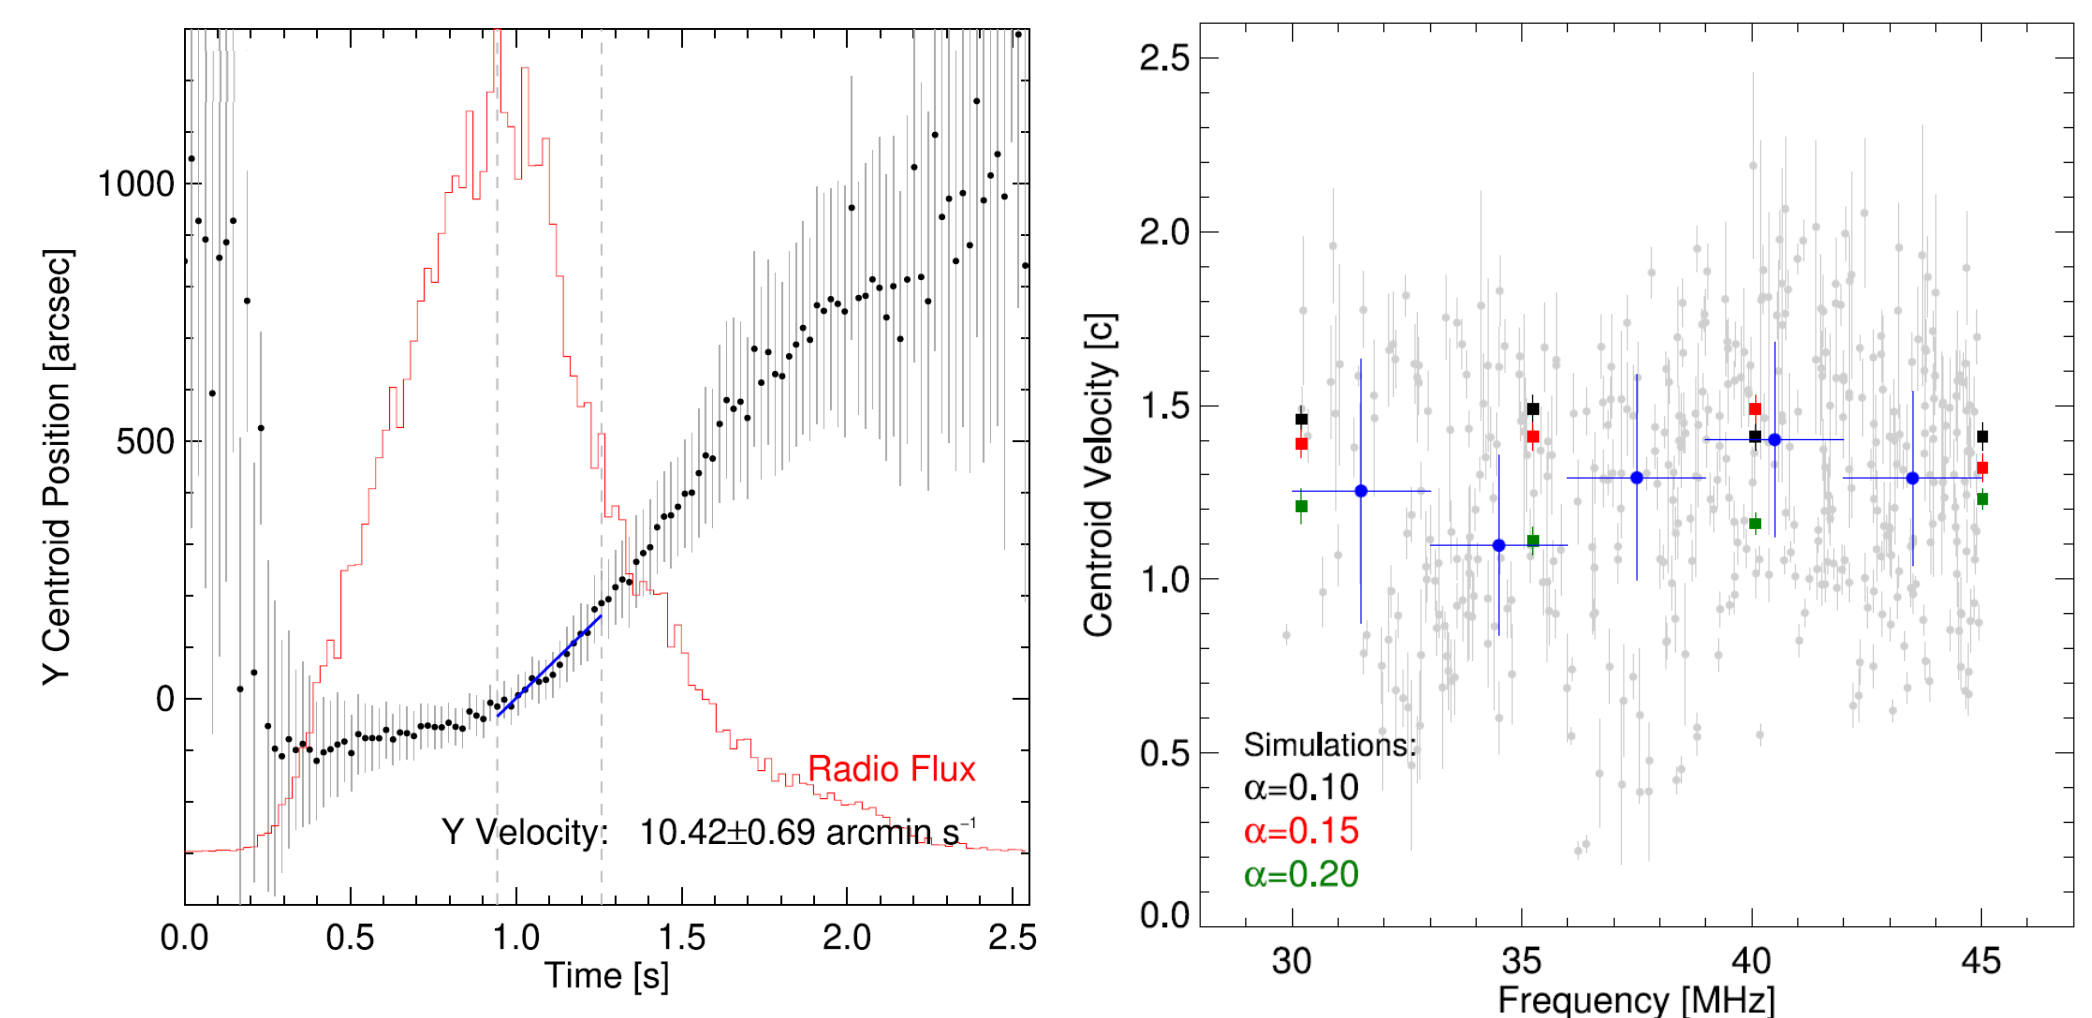 Y Centroid Position [arcsec]
1000
500
0
Radio Flux
Y Velocity: 10.42±0.69 arcmin s⁻¹
0.0 0.5 1.0 1.5 2.0 2.5
Time [s]
Centroid Velocity [c]
2.5
2.0
1.5
1.0
0.5
0.0
Simulations:
α=0.10
α=0.15
α=0.20
30 35 40 45
Frequency [MHz]